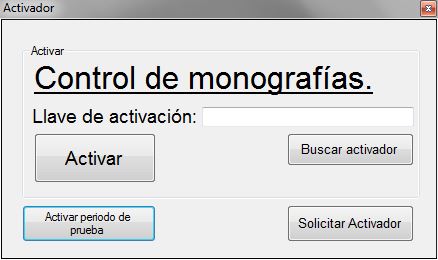 Activador
Activar
Control de monografías.
Llave de activación:
Activar
Buscar activador
Activar periodo de
prueba
Solicitar Activador